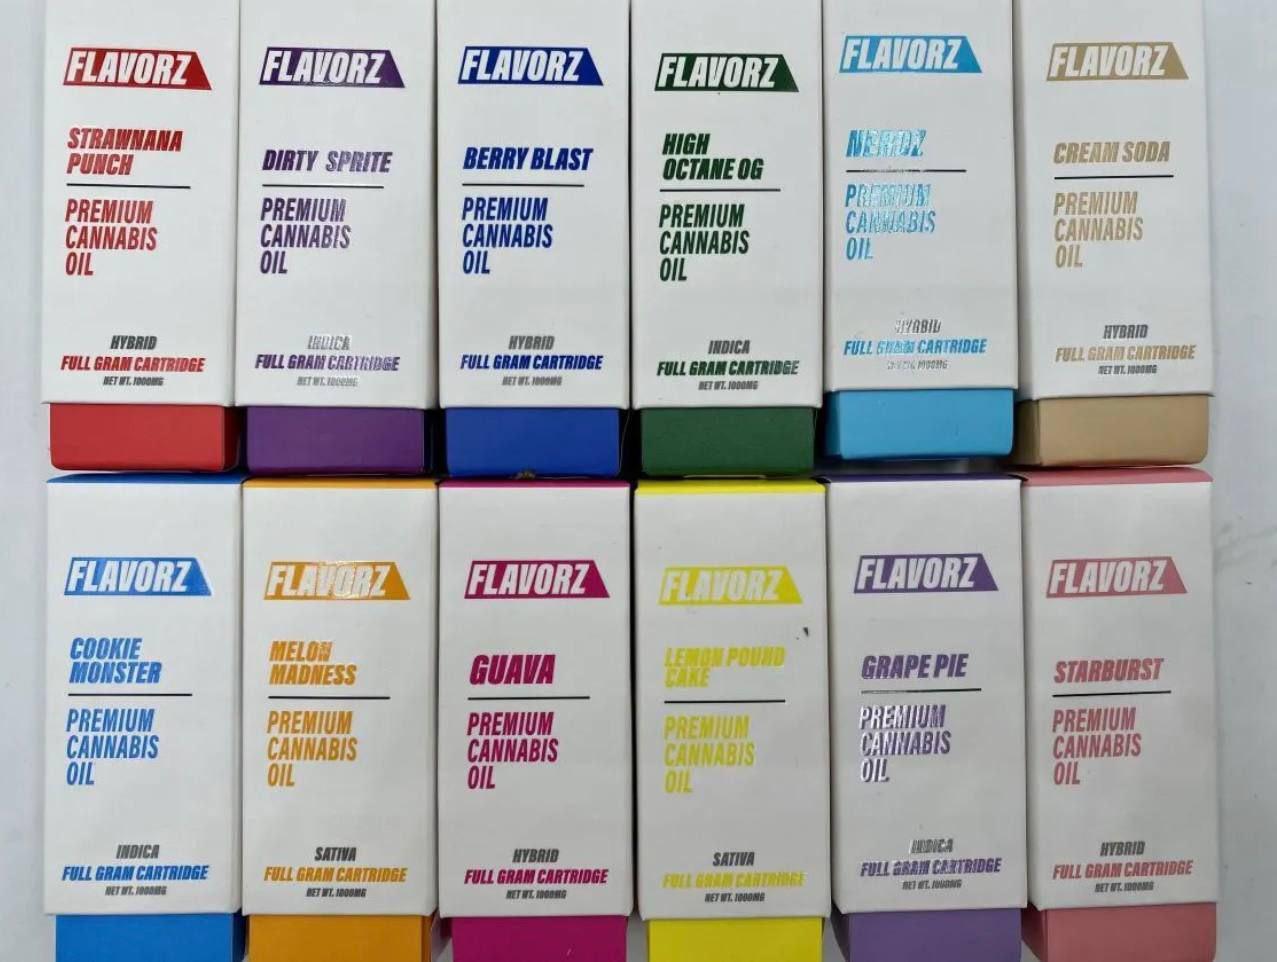 FLAVORZ
STRAWNANA
PUNCH
PREMIUM
CANNABIS
OIL
HYBRID
FULL GRAM CARTRIDGE
NET WT. 1000MG
FLAVORZ
DIRTY SPRITE
PREMIUM
CANNABIS
OIL
INDICA
FULL GRAM CARTRIDGE
NET WT. 1000MG
FLAVORZ
BERRY BLAST
PREMIUM
CANNABIS
OIL
HYBRID
FULL GRAM CARTRIDGE
NET WT. 1000MG
FLAVORZ
HIGH
OCTANE OG
PREMIUM
CANNABIS
OIL
INDICA
FULL GRAM CARTRIDGE
NET WT. 1000MG
FLAVORZ
NERDZ
PREMIUM
CANNABIS
OIL
HYBRID
FULL GRAM CARTRIDGE
NET WT. 1000MG
FLAVORZ
CREAM SODA
PREMIUM
CANNABIS
OIL
HYBRID
FULL GRAM CARTRIDGE
NET WT. 1000MG
FLAVORZ
COOKIE
MONSTER
PREMIUM
CANNABIS
OIL
INDICA
FULL GRAM CARTRIDGE
NET WT. 1000MG
FLAVORZ
MELON
MADNESS
PREMIUM
CANNABIS
OIL
SATIVA
FULL GRAM CARTRIDGE
NET WT. 1000MG
FLAVORZ
GUAVA
PREMIUM
CANNABIS
OIL
HYBRID
FULL GRAM CARTRIDGE
NET WT. 1000MG
FLAVORZ
LEMON POUND
CAKE
PREMIUM
CANNABIS
OIL
SATIVA
FULL GRAM CARTRIDGE
NET WT. 1000MG
FLAVORZ
GRAPE PIE
PREMIUM
CANNABIS
OIL
INDICA
FULL GRAM CARTRIDGE
NET WT. 1000MG
FLAVORZ
STARBURST
PREMIUM
CANNABIS
OIL
HYBRID
FULL GRAM CARTRIDGE
NET WT. 1000MG